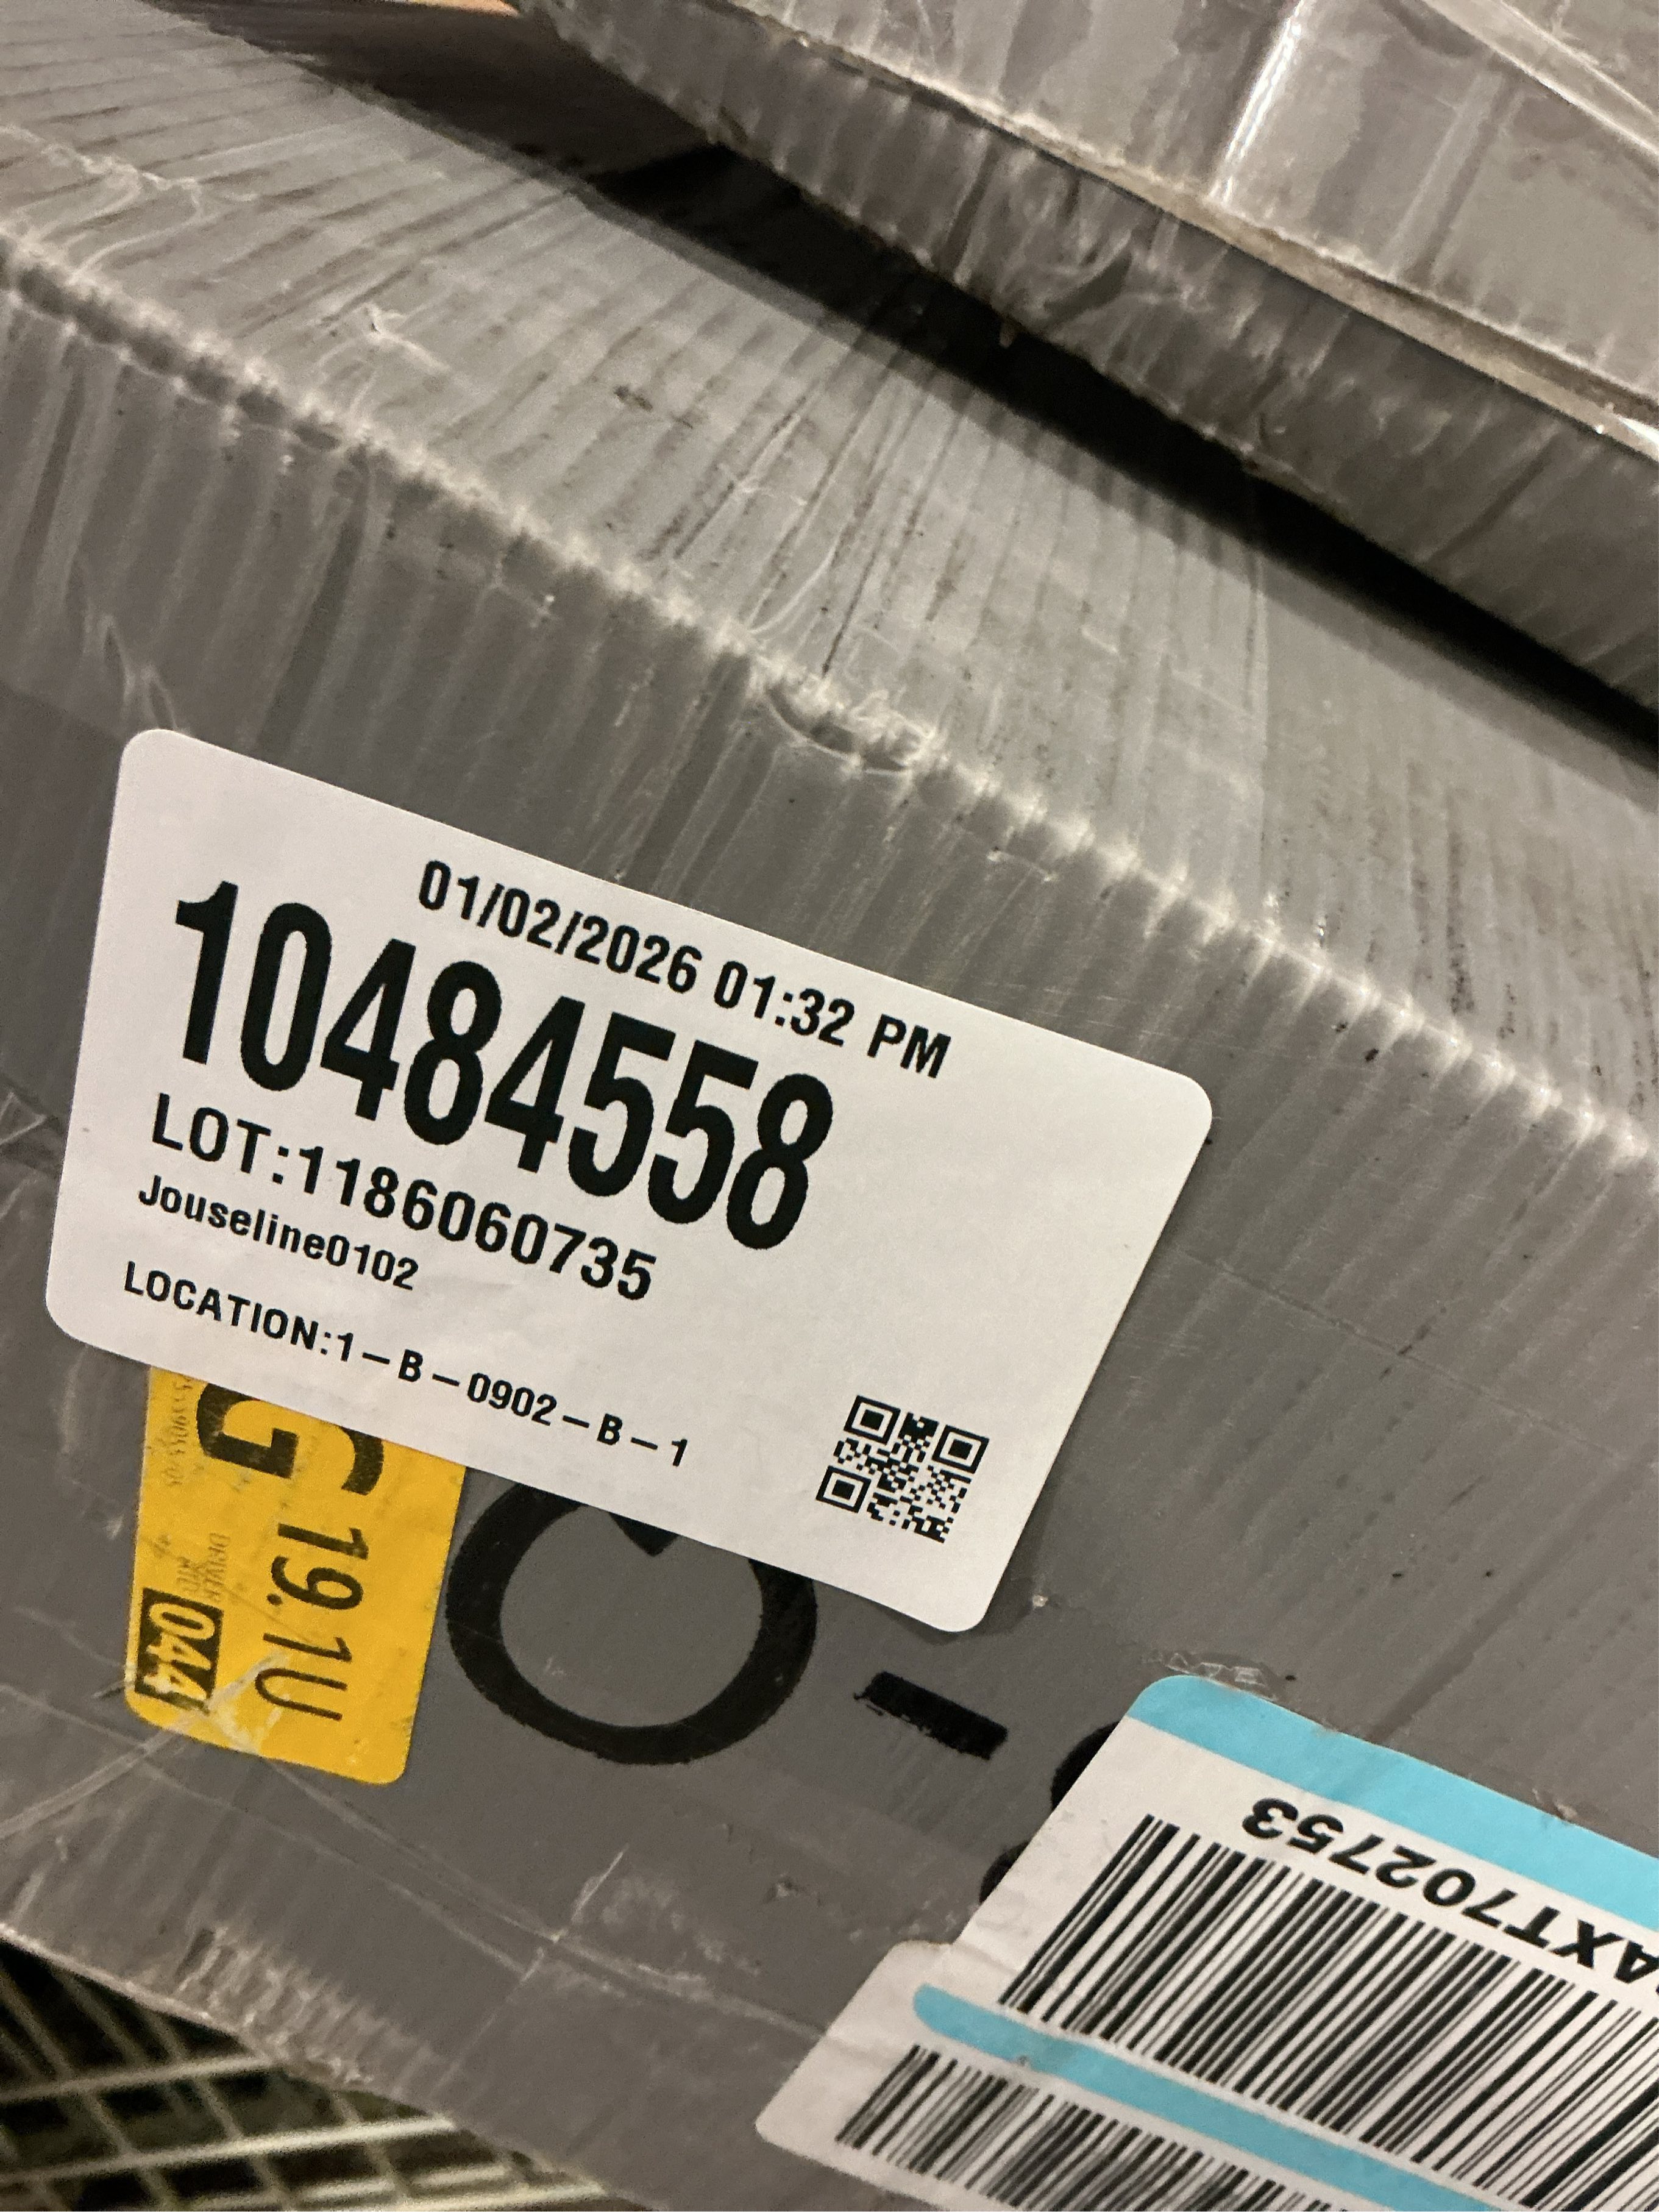 01/02/2026 01:32 PM
10484558
LOT:1186060735
Jouseline0102
LOCATION:1-B-0902-B-1
G
19.1U
044
AXT702753